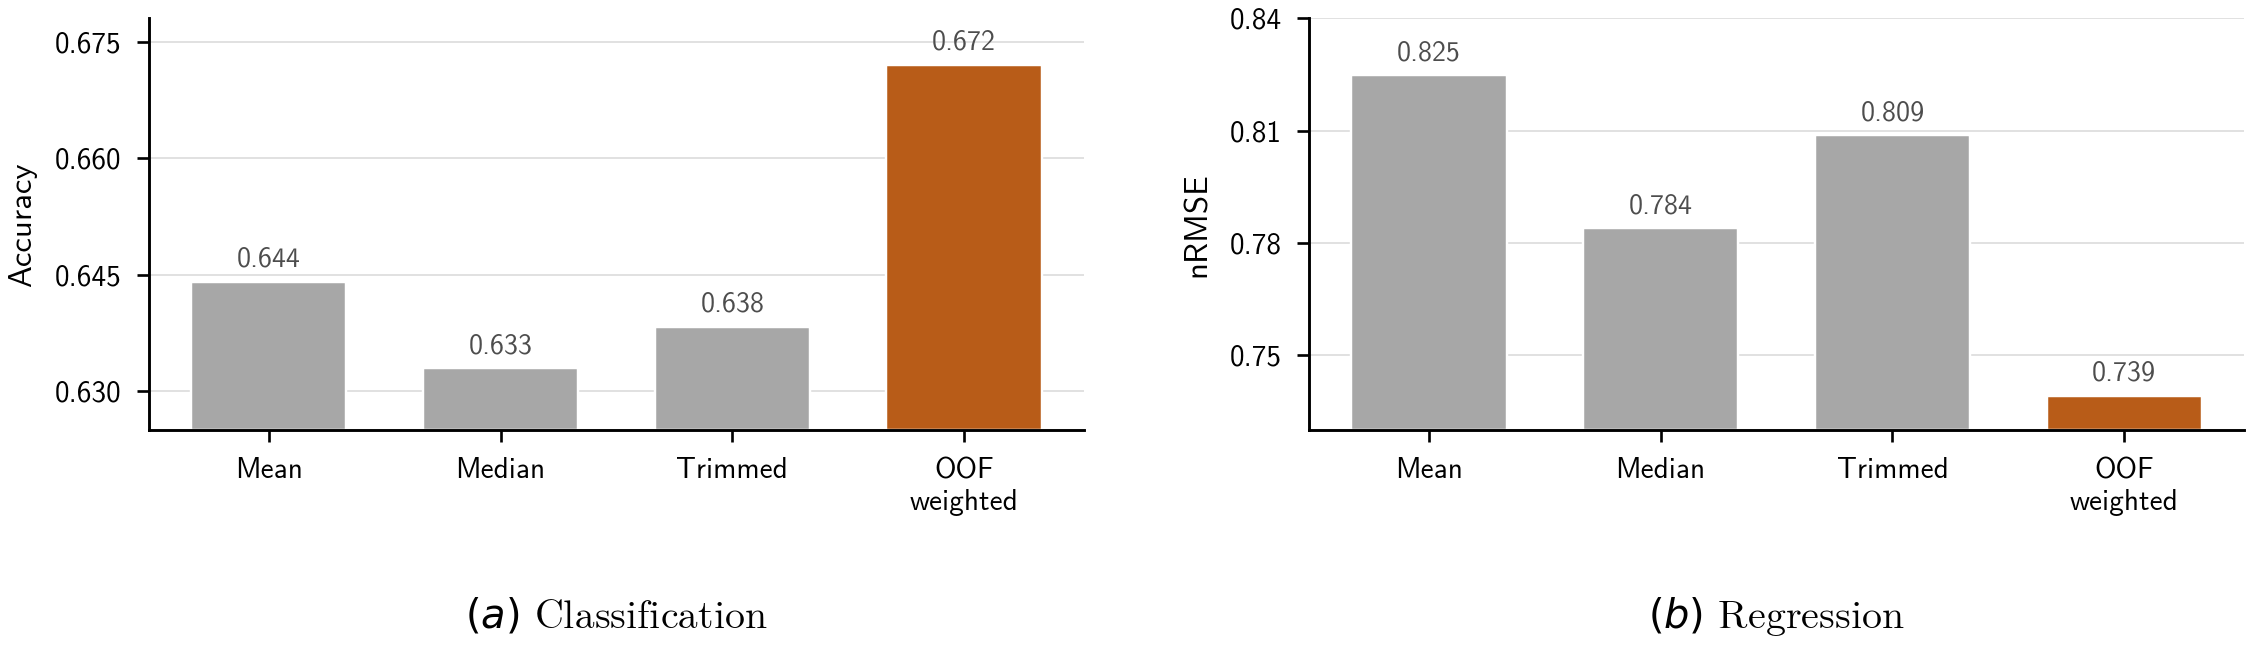 Accuracy
0.675
0.660
0.645
0.630
0.644
0.633
0.638
0.672
Mean
Median
Trimmed
OOF
weighted
(a) Classification
nRMSE
0.84
0.81
0.78
0.75
0.825
0.784
0.809
0.739
Mean
Median
Trimmed
OOF
weighted
(b) Regression